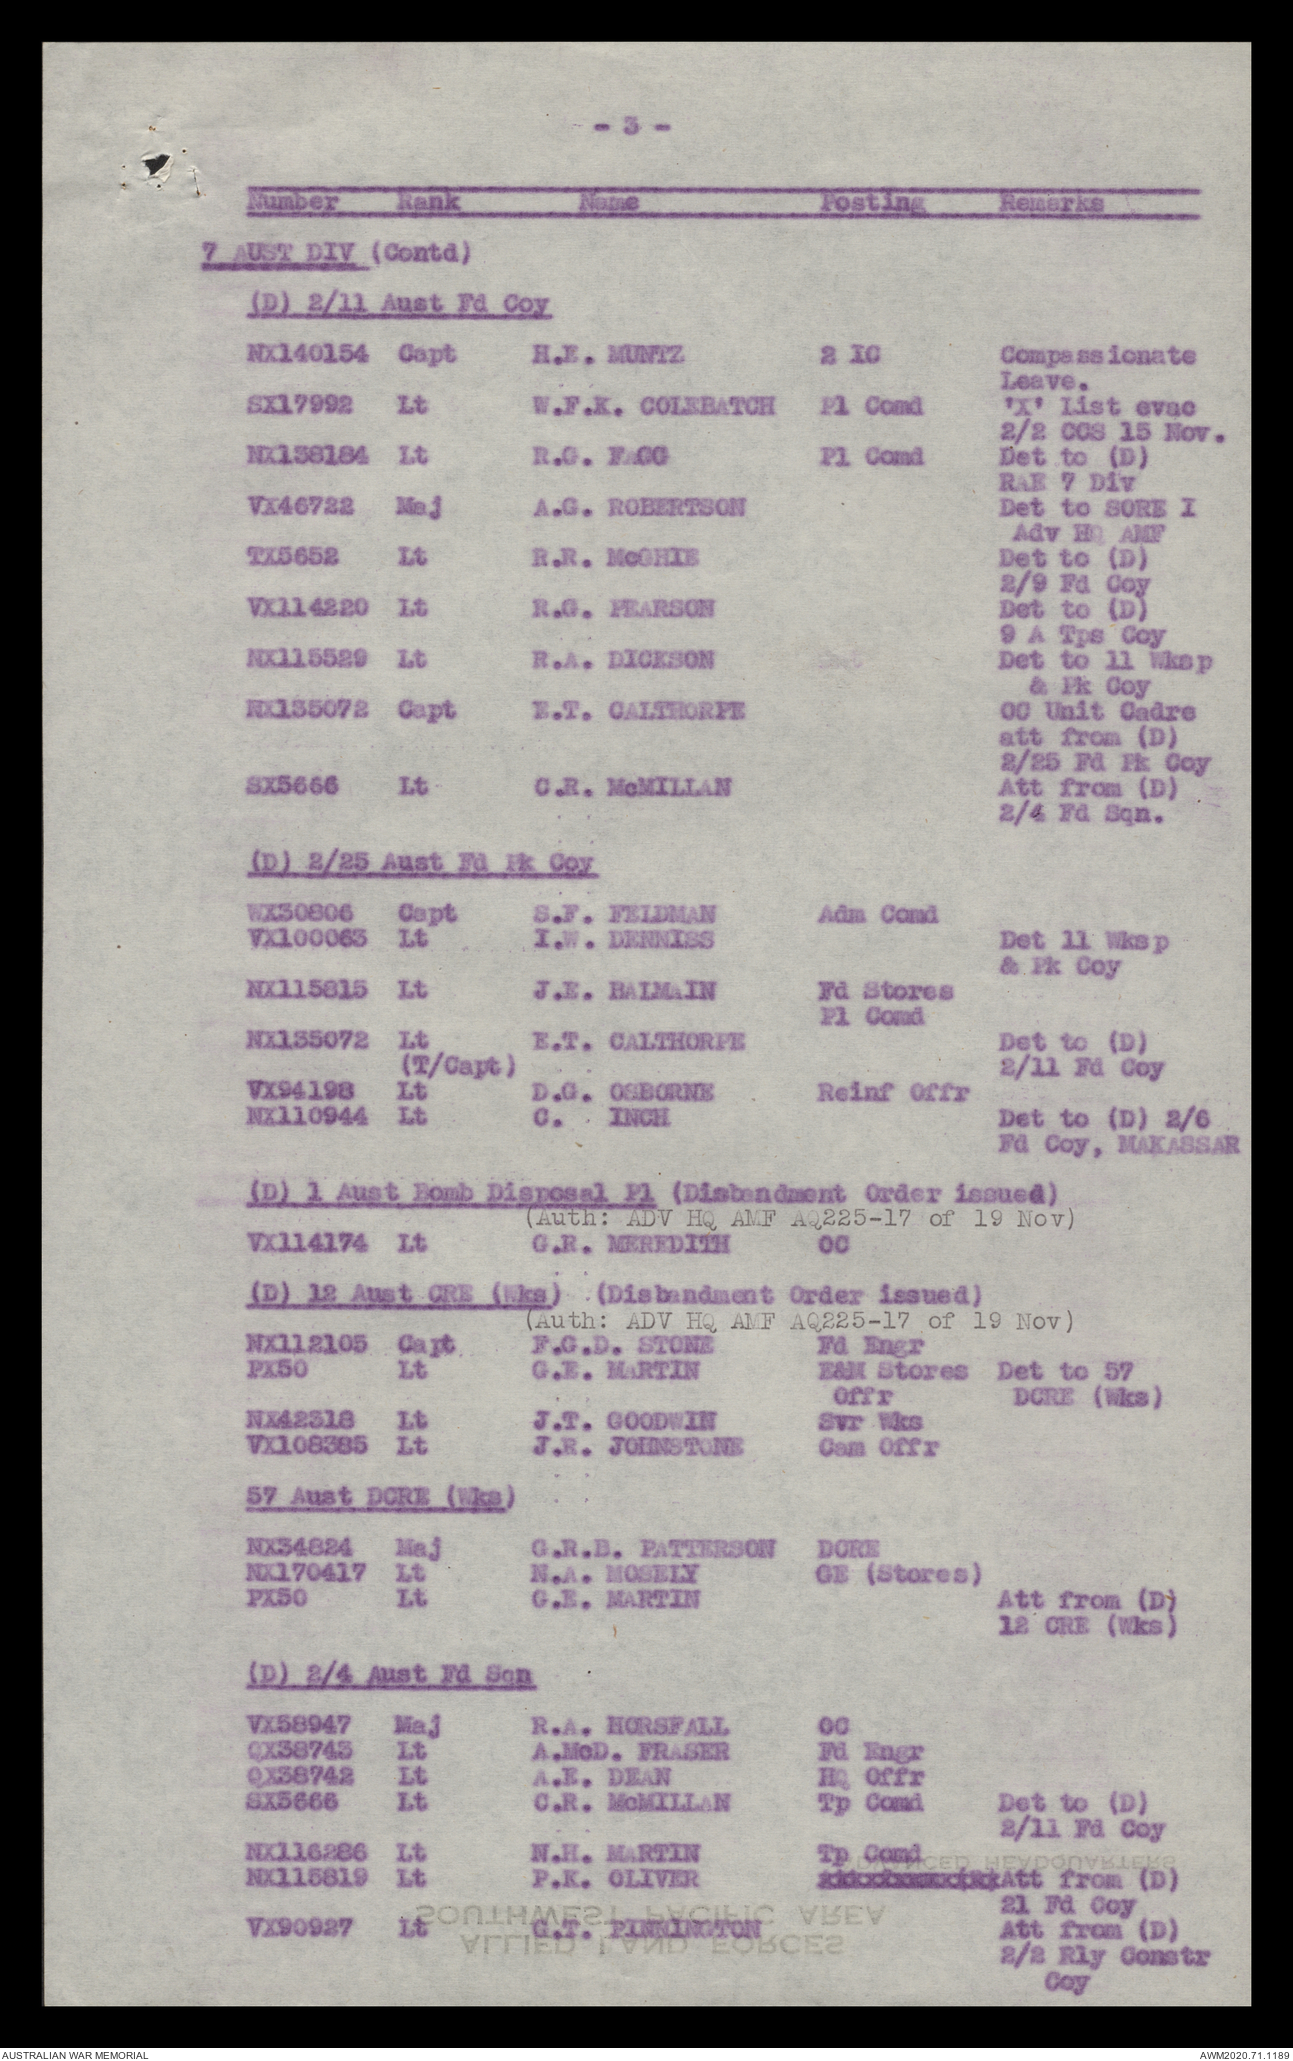 - 3 -
Number Rank Name Posting Remarks
7 AUST DIV (Contd)
(D) 2/11 Aust Fd Coy
NX140154 Capt H.E. MUNTZ 2 IC Compassionate
Leave.
SX17992 Lt W.F.K. COLEBATCH Pl Comd 'X' List evac
2/2 CCS 15 Nov.
NX138184 Lt R.G. FAGG Pl Comd Det to (D)
RAE 7 Div
VX46722 Maj A.G. ROBERTSON Det to SORE I
Adv HQ AMF
TX5652 Lt R.R. McGHIE Det to (D)
2/9 Fd Coy
VX114220 Lt R.G. PEARSON Det to (D)
9 A Tps Coy
NX115529 Lt R.A. DICKSON Det to 11 Wksp
& Pk Coy
NX135072 Capt E.T. CALTHORPE OC Unit Cadre
att from (D)
2/25 Fd Pk Coy
SX5666 Lt C.R. McMILLAN Att from (D)
2/4 Fd Sqn.
(D) 2/25 Aust Fd Pk Coy
WX30806 Capt S.F. FELDMAN Adm Comd
VX100063 Lt I.W. DENNISS Det 11 Wksp
& Pk Coy
NX115815 Lt J.E. BALMAIN Fd Stores
Pl Comd
NX135072 Lt E.T. CALTHORPE Det to (D)
(T/Capt) 2/11 Fd Coy
VX94198 Lt D.G. OSBORNE Reinf Offr
NX110944 Lt C. INCH Det to (D) 2/6
Fd Coy, MAKASSAR
(D) 1 Aust Bomb Disposal Pl (Disbandment Order issued)
(Auth: ADV HQ AMF AQ225-17 of 19 Nov)
VX114174 Lt G.R. MEREDITH OC
(D) 12 Aust CRE (Wks) (Disbandment Order issued)
(Auth: ADV HQ AMF AQ225-17 of 19 Nov)
NX112105 Capt F.G.D. STONE Fd Engr
PX50 Lt G.E. MARTIN E&M Stores Det to 57
Offr DCRE (Wks)
NX42318 Lt J.T. GOODWIN Svr Wks
VX108385 Lt J.R. JOHNSTONE Cam Offr
57 Aust DCRE (Wks)
NX34824 Maj G.R.B. PATTERSON DCRE
NX170417 Lt N.A. MOSELY GE (Stores)
PX50 Lt G.E. MARTIN Att from (D)
12 CRE (Wks)
(D) 2/4 Aust Fd Sqn
VX58947 Maj R.A. HORSFALL OC
QX38743 Lt A.McD. FRASER Fd Engr
QX38742 Lt A.E. DEAN HQ Offr
SX5666 Lt C.R. McMILLAN Tp Comd Det to (D)
2/11 Fd Coy
NX116286 Lt N.H. MARTIN Tp Comd
NX115819 Lt P.K. OLIVER Att from (D)
21 Fd Coy
VX90927 Lt G.T. PINNINGTON Att from (D)
2/2 Rly Constr
Coy
ADVANCED HEADQUARTERS
SOUTHWEST PACIFIC AREA
ALLIED LAND FORCES
AUSTRALIAN WAR MEMORIAL AWM2020.71.1189